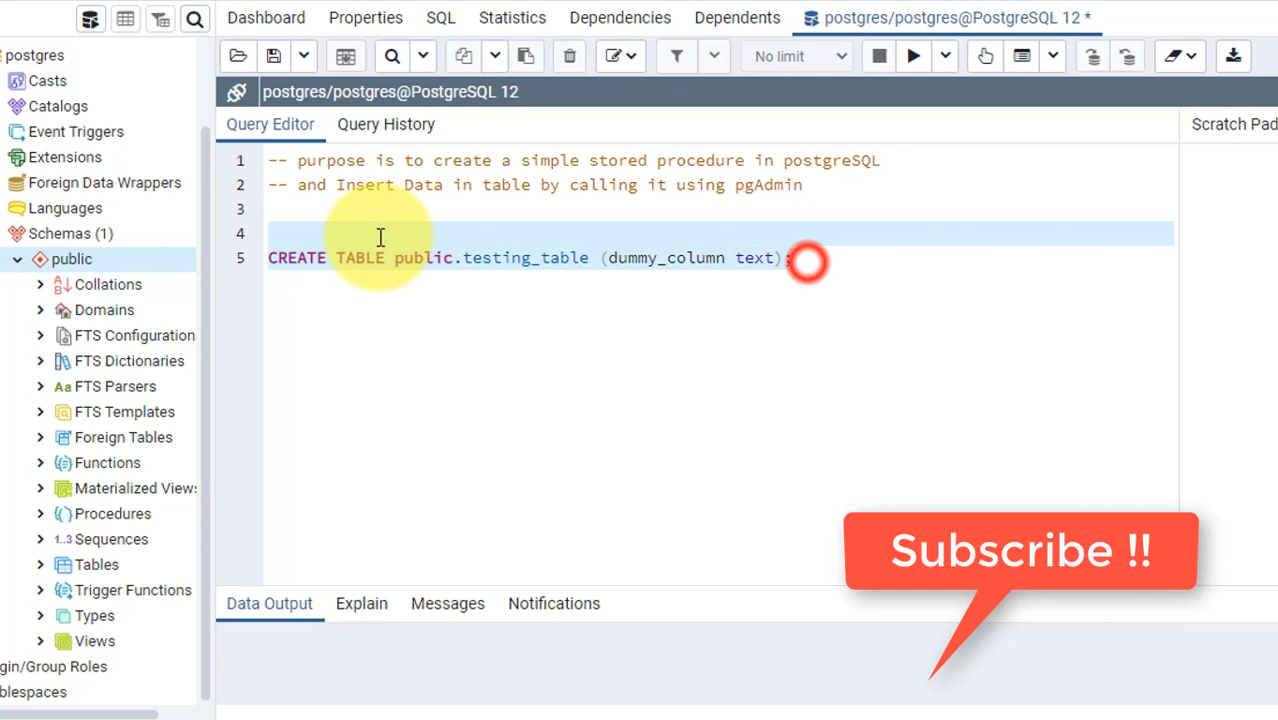 Dashboard Properties SQL Statistics Dependencies Dependents postgres/postgres@PostgreSQL 12 *
No limit
postgres/postgres@PostgreSQL 12
Query Editor Query History Scratch Pad
postgres
Casts
Catalogs
Event Triggers
Extensions
Foreign Data Wrappers
Languages
Schemas (1)
public
Collations
Domains
FTS Configuration
FTS Dictionaries
Aa FTS Parsers
FTS Templates
Foreign Tables
Functions
Materialized Views
Procedures
1..3 Sequences
Tables
Trigger Functions
Types
Views
gin/Group Roles
blespaces
1 -- purpose is to create a simple stored procedure in postgreSQL
2 -- and Insert Data in table by calling it using pgAdmin
3
4
5 CREATE TABLE public.testing_table (dummy_column text);
Subscribe !!
Data Output Explain Messages Notifications